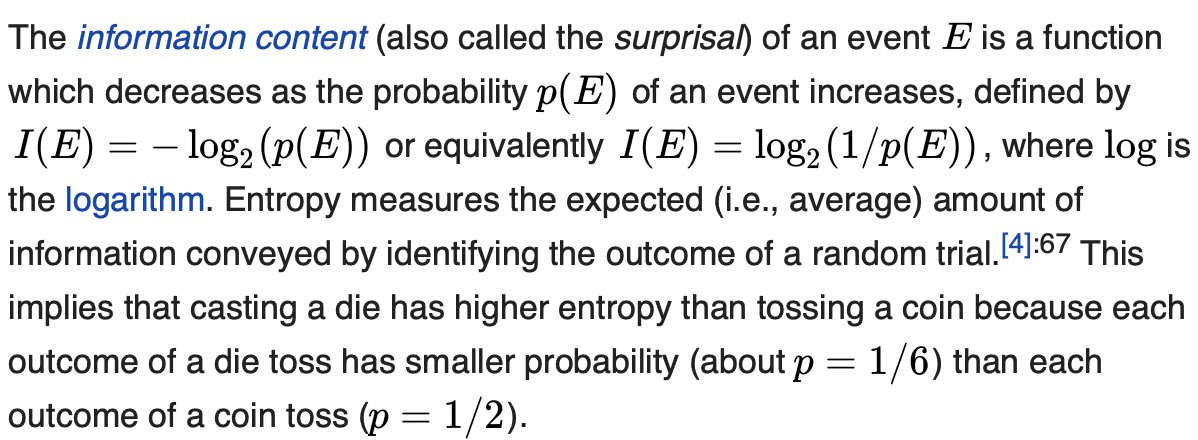 The information content (also called the surprisal) of an event E is a function
which decreases as the probability p(E) of an event increases, defined by
I(E) = − log₂(p(E)) or equivalently I(E) = log₂(1/p(E)), where log is
the logarithm. Entropy measures the expected (i.e., average) amount of
information conveyed by identifying the outcome of a random trial.[4]:67 This
implies that casting a die has higher entropy than tossing a coin because each
outcome of a die toss has smaller probability (about p = 1/6) than each
outcome of a coin toss (p = 1/2).